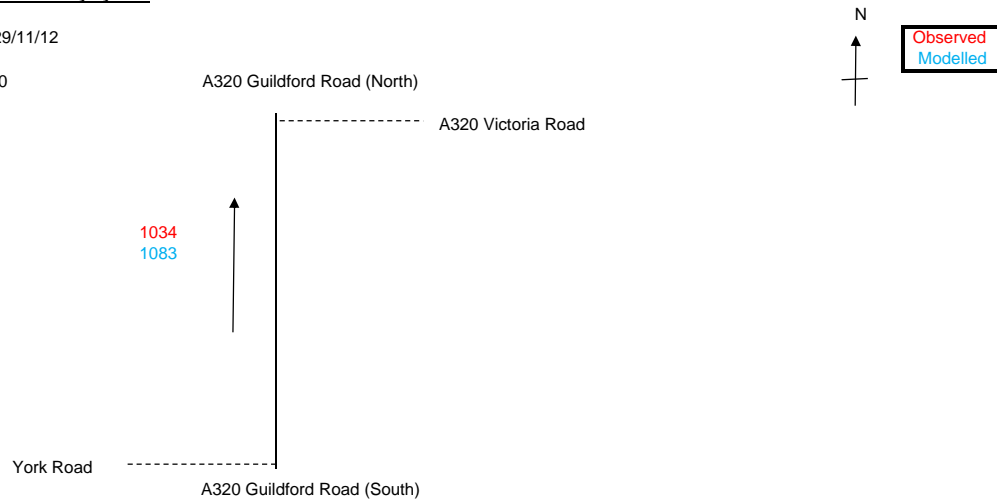 29/11/12
0
A320 Guildford Road (North)
N
Observed
Modelled
A320 Victoria Road
1034
1083
York Road
A320 Guildford Road (South)